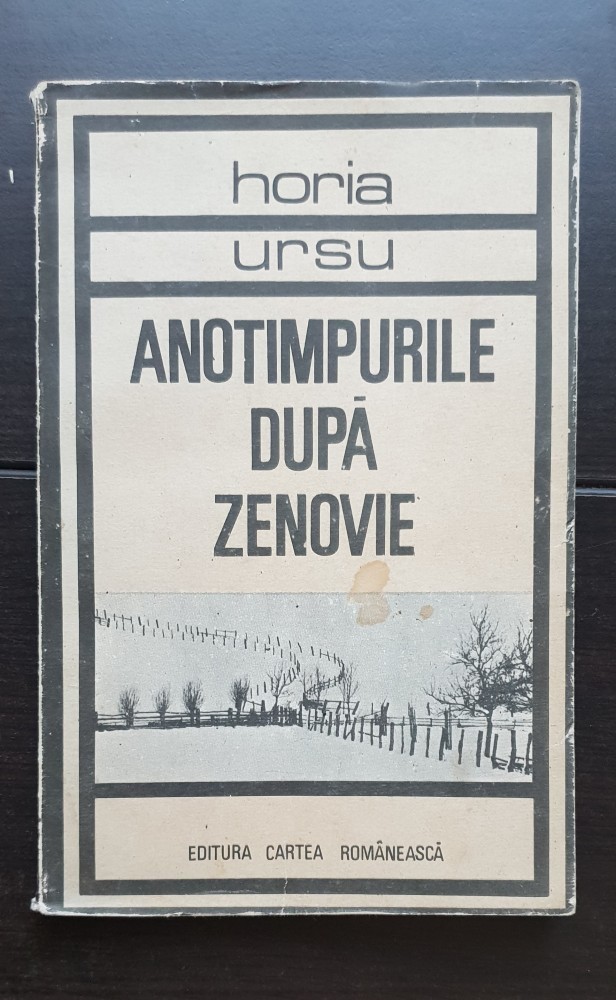 horia
ursu
ANOTIMPURILE
DUPĂ
ZENOVIE
EDITURA CARTEA ROMÂNEASCĂ